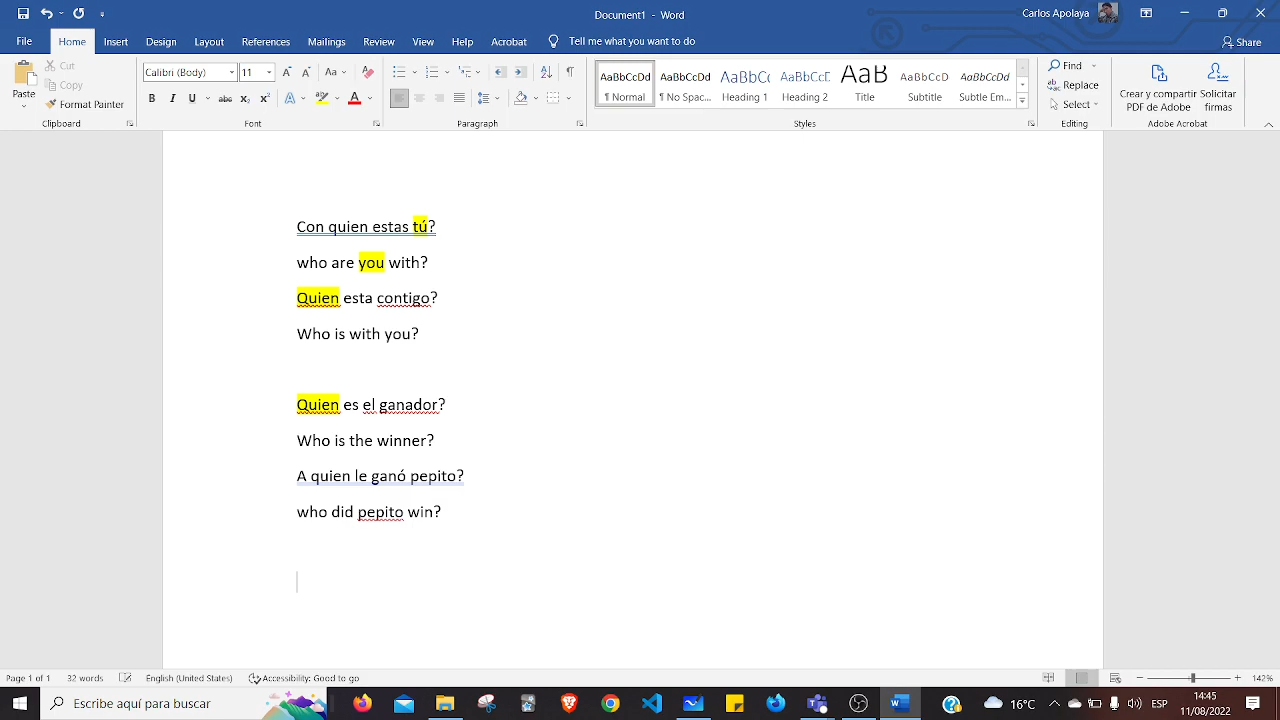 Document1 - Word
Carlos Apolaya
File Home Insert Design Layout References Mailings Review View Help Acrobat Tell me what you want to do
Share
Paste
Cut
Copy
Format Painter
Clipboard
Calibri (Body) 11
Font
Paragraph
AaBbCcDd
¶ Normal
AaBbCcDd
¶ No Spac...
AaBbCc
Heading 1
AaBbCcD
Heading 2
AaB
Title
AaBbCcD
Subtitle
AaBbCcDd
Subtle Em...
Styles
Find
Replace
Select
Editing
Crear y compartir PDF de Adobe
Solicitar firmas
Adobe Acrobat
Con quien estas tú?
who are you with?
Quien esta contigo?
Who is with you?
Quien es el ganador?
Who is the winner?
A quien le ganó pepito?
who did pepito win?
Page 1 of 1 32 words English (United States) Accessibility: Good to go
142%
Escribe aquí para buscar
16°C
ESP
14:45
11/08/2022